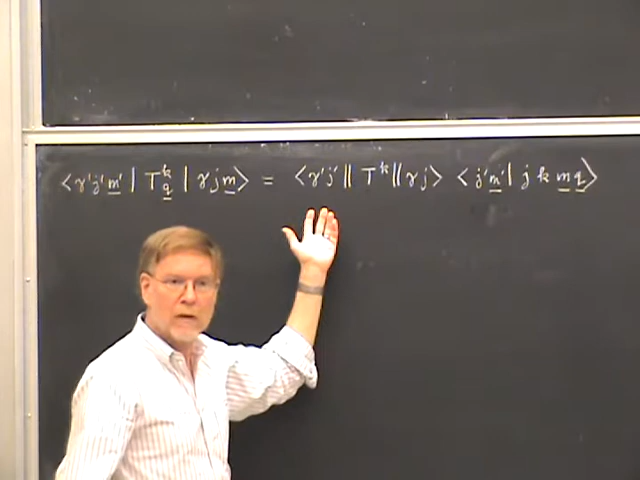 <γ'j'm' | T^k_q | γjm> = <γ'j' || T^k || γj> <j'm' | j k m q>